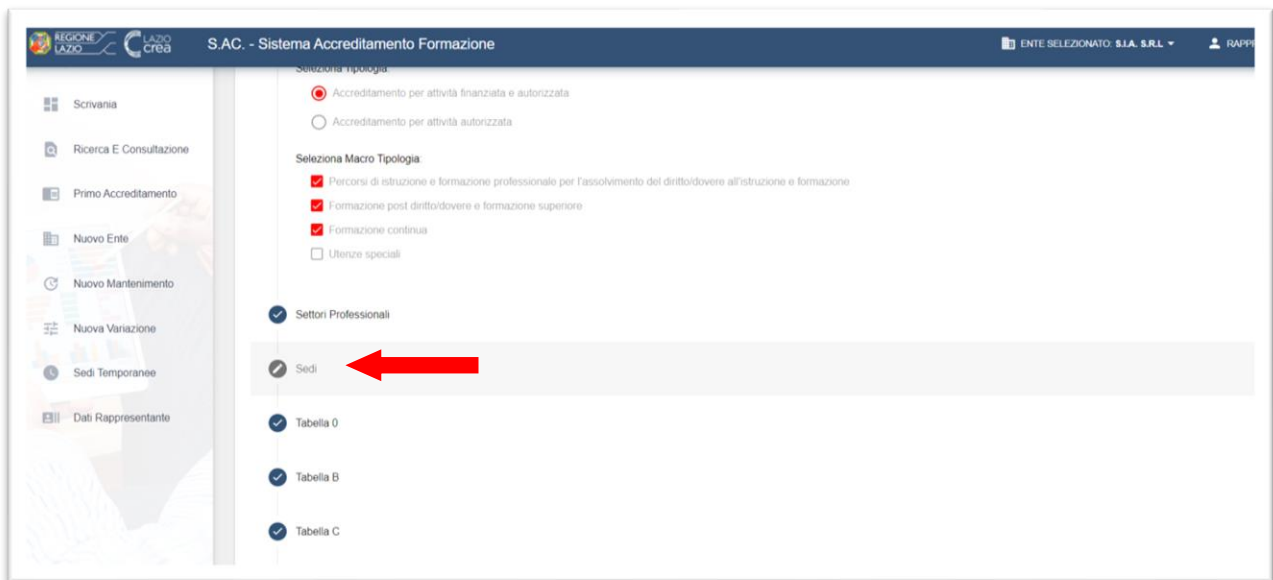 REGIONE LAZIO
LAZIO crea
S.AC. - Sistema Accreditamento Formazione
ENTE SELEZIONATO: S.I.A. S.R.L
Seleziona Tipologia:
Accreditamento per attività finanziata e autorizzata
Accreditamento per attività autorizzata
Seleziona Macro Tipologia:
Percorsi di istruzione e formazione professionale per l'assolvimento del diritto/dovere all'istruzione e formazione
Formazione post diritto/dovere e formazione superiore
Formazione continua
Utenze speciali
Scrivania
Ricerca E Consultazione
Primo Accreditamento
Nuovo Ente
Nuovo Mantenimento
Nuova Variazione
Sedi Temporanee
Dati Rappresentante
Settori Professionali
Sedi
Tabella 0
Tabella B
Tabella C